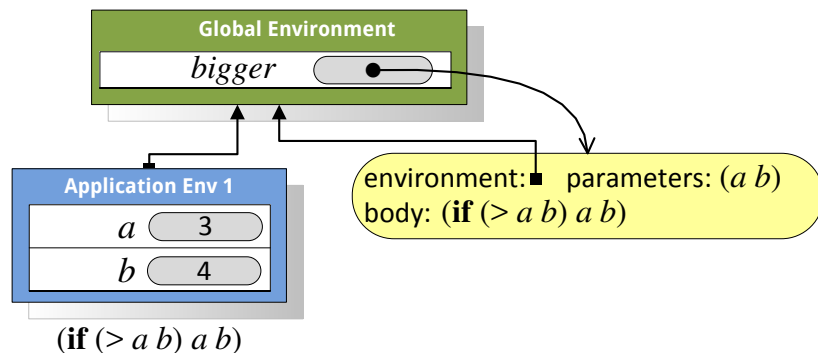 Global Environment
bigger
environment: parameters: (a b)
body: (if (> a b) a b)
Application Env 1
a 3
b 4
(if (> a b) a b)